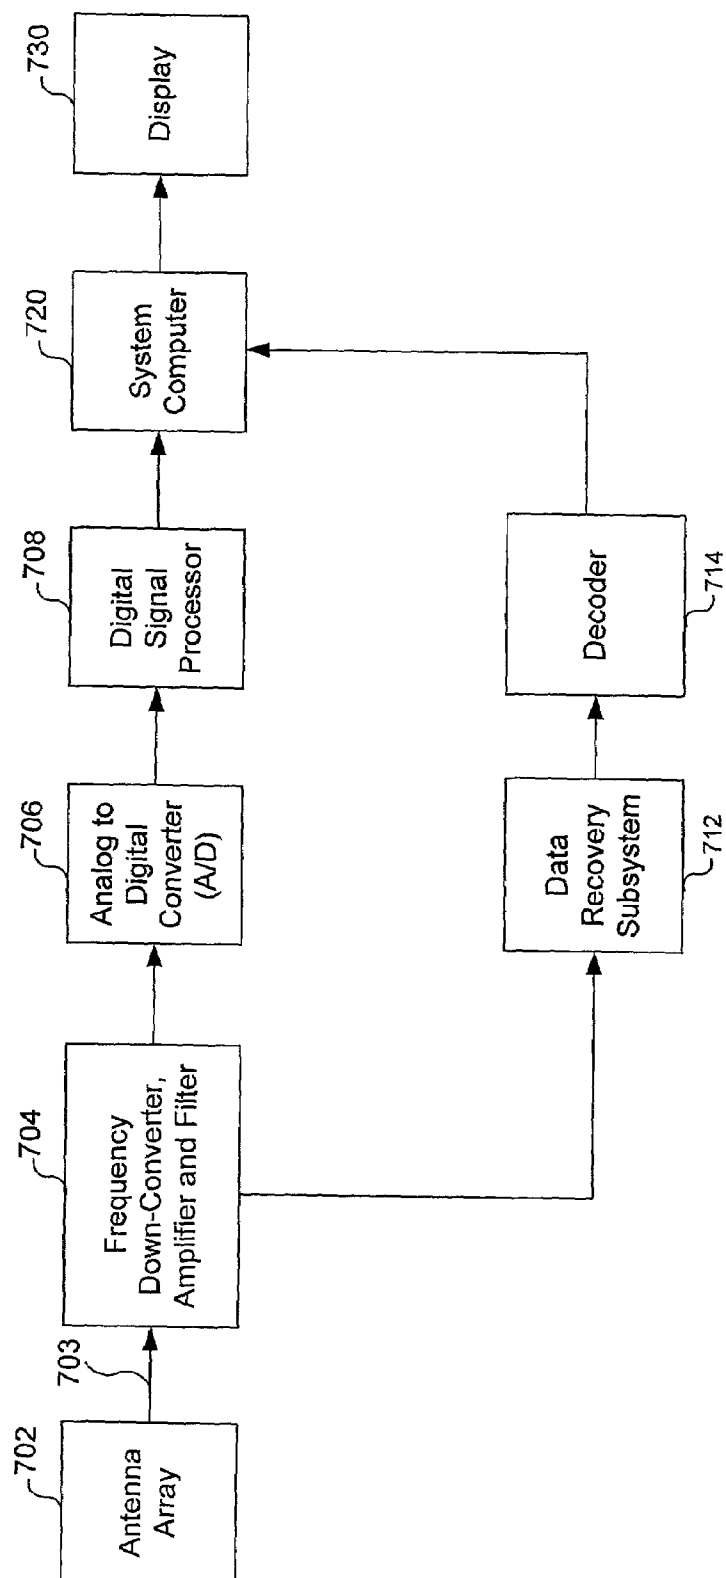 702
Antenna
Array
703
704
Frequency
Down-Converter,
Amplifier and Filter
706
Analog to
Digital
Converter
(A/D)
708
Digital
Signal
Processor
720
System
Computer
730
Display
Data
Recovery
Subsystem
712
Decoder
714